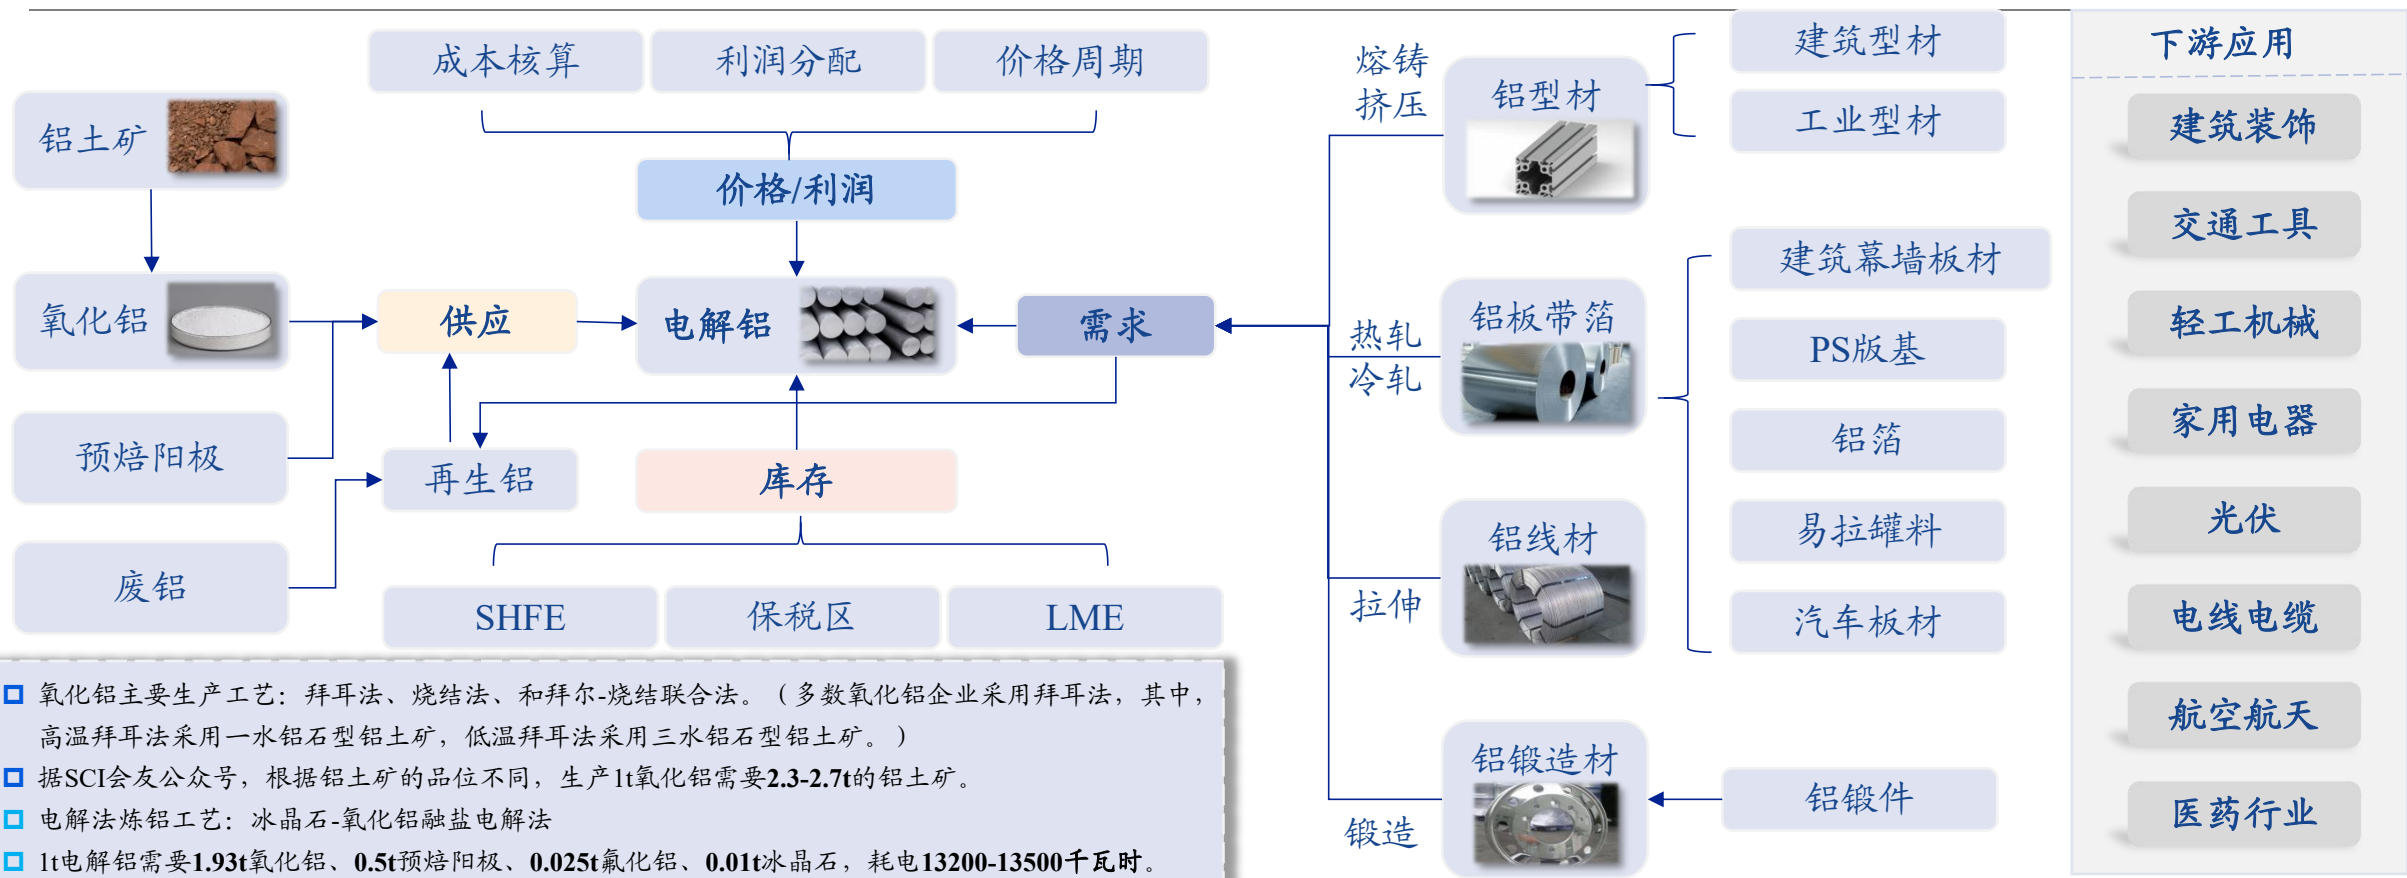 成本核算
利润分配
价格周期
铝土矿
价格/利润
氧化铝
供应
电解铝
需求
预焙阳极
再生铝
库存
废铝
SHFE
保税区
LME
熔铸
挤压
铝型材
建筑型材
工业型材
热轧
冷轧
铝板带箔
建筑幕墙板材
PS版基
铝箔
易拉罐料
汽车板材
拉伸
铝线材
锻造
铝锻造材
铝锻件
下游应用
建筑装饰
交通工具
轻工机械
家用电器
光伏
电线电缆
航空航天
医药行业
氧化铝主要生产工艺：拜耳法、烧结法、和拜尔-烧结联合法。（多数氧化铝企业采用拜耳法，其中，
高温拜耳法采用一水铝石型铝土矿，低温拜耳法采用三水铝石型铝土矿。）
据SCI会友公众号，根据铝土矿的品位不同，生产1t氧化铝需要2.3-2.7t的铝土矿。
电解法炼铝工艺：冰晶石-氧化铝融盐电解法
1t电解铝需要1.93t氧化铝、0.5t预焙阳极、0.025t氟化铝、0.01t冰晶石，耗电13200-13500千瓦时。